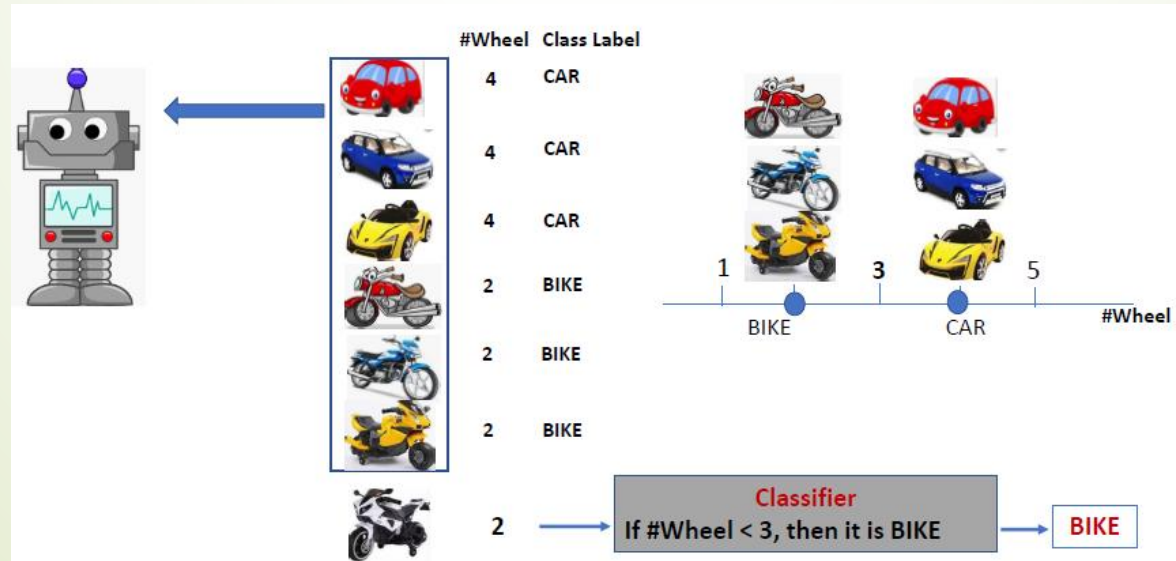 #Wheel Class Label
4 CAR
4 CAR
4 CAR
2 BIKE
2 BIKE
2 BIKE
1 3 5
BIKE CAR #Wheel
2
Classifier
If #Wheel < 3, then it is BIKE
BIKE